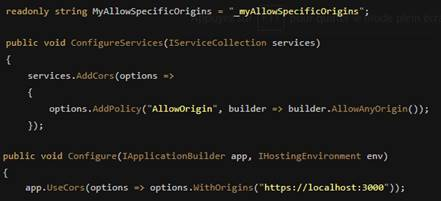 readonly string MyAllowSpecificOrigins = "_myAllowSpecificOrigins";
public void ConfigureServices(IServiceCollection services)
{
services.AddCors(options =>
{
options.AddPolicy("AllowOrigin", builder => builder.AllowAnyOrigin());
});
public void Configure(IApplicationBuilder app, IHostingEnvironment env)
{
app.UseCors(options => options.WithOrigins("https://localhost:3000"));